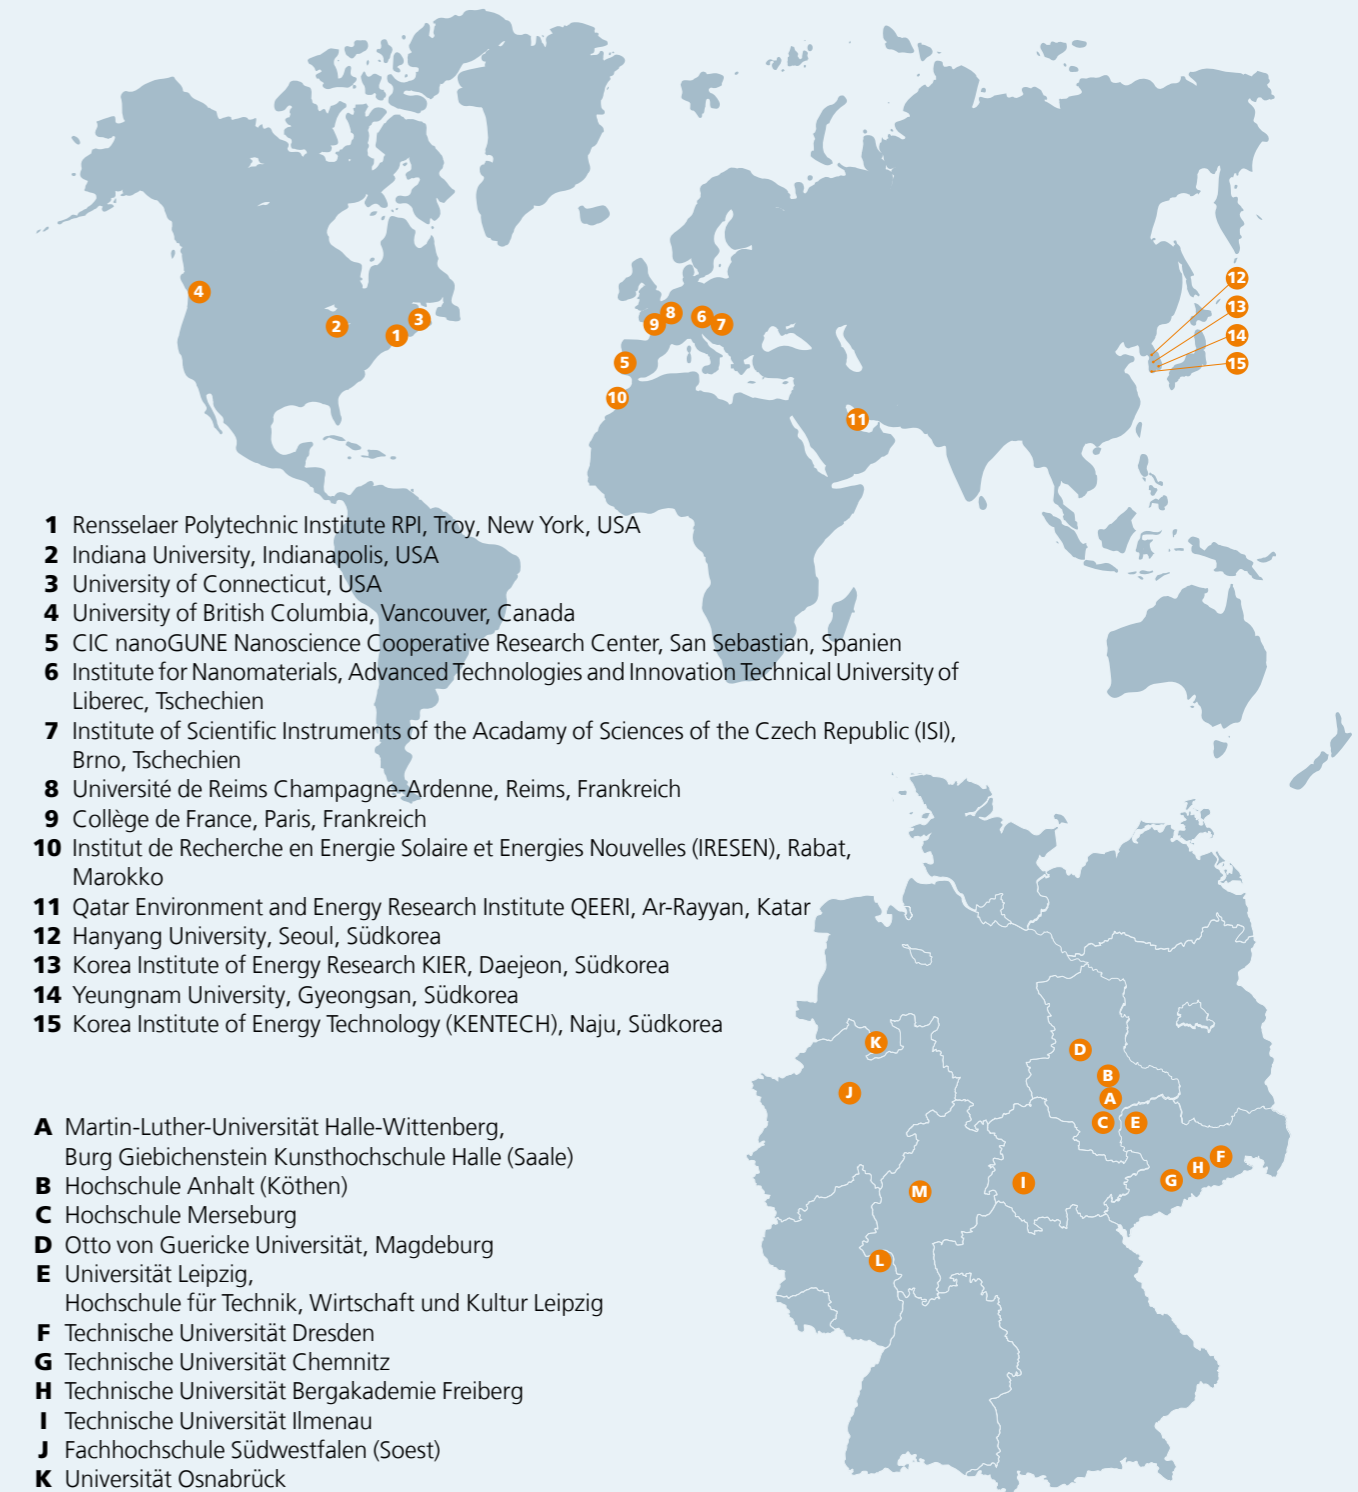 4
2
1
3
5
10
9
8
6
7
11
12
13
14
15
1 Rensselaer Polytechnic Institute RPI, Troy, New York, USA
2 Indiana University, Indianapolis, USA
3 University of Connecticut, USA
4 University of British Columbia, Vancouver, Canada
5 CIC nanoGUNE Nanoscience Cooperative Research Center, San Sebastian, Spanien
6 Institute for Nanomaterials, Advanced Technologies and Innovation Technical University of
Liberec, Tschechien
7 Institute of Scientific Instruments of the Acadamy of Sciences of the Czech Republic (ISI),
Brno, Tschechien
8 Université de Reims Champagne-Ardenne, Reims, Frankreich
9 Collège de France, Paris, Frankreich
10 Institut de Recherche en Energie Solaire et Energies Nouvelles (IRESEN), Rabat,
Marokko
11 Qatar Environment and Energy Research Institute QEERI, Ar-Rayyan, Katar
12 Hanyang University, Seoul, Südkorea
13 Korea Institute of Energy Research KIER, Daejeon, Südkorea
14 Yeungnam University, Gyeongsan, Südkorea
15 Korea Institute of Energy Technology (KENTECH), Naju, Südkorea
A Martin-Luther-Universität Halle-Wittenberg,
Burg Giebichenstein Kunsthochschule Halle (Saale)
B Hochschule Anhalt (Köthen)
C Hochschule Merseburg
D Otto von Guericke Universität, Magdeburg
E Universität Leipzig,
Hochschule für Technik, Wirtschaft und Kultur Leipzig
F Technische Universität Dresden
G Technische Universität Chemnitz
H Technische Universität Bergakademie Freiberg
I Technische Universität Ilmenau
J Fachhochschule Südwestfalen (Soest)
K Universität Osnabrück
K
D
B
J
A
C
E
F
H
G
I
M
L